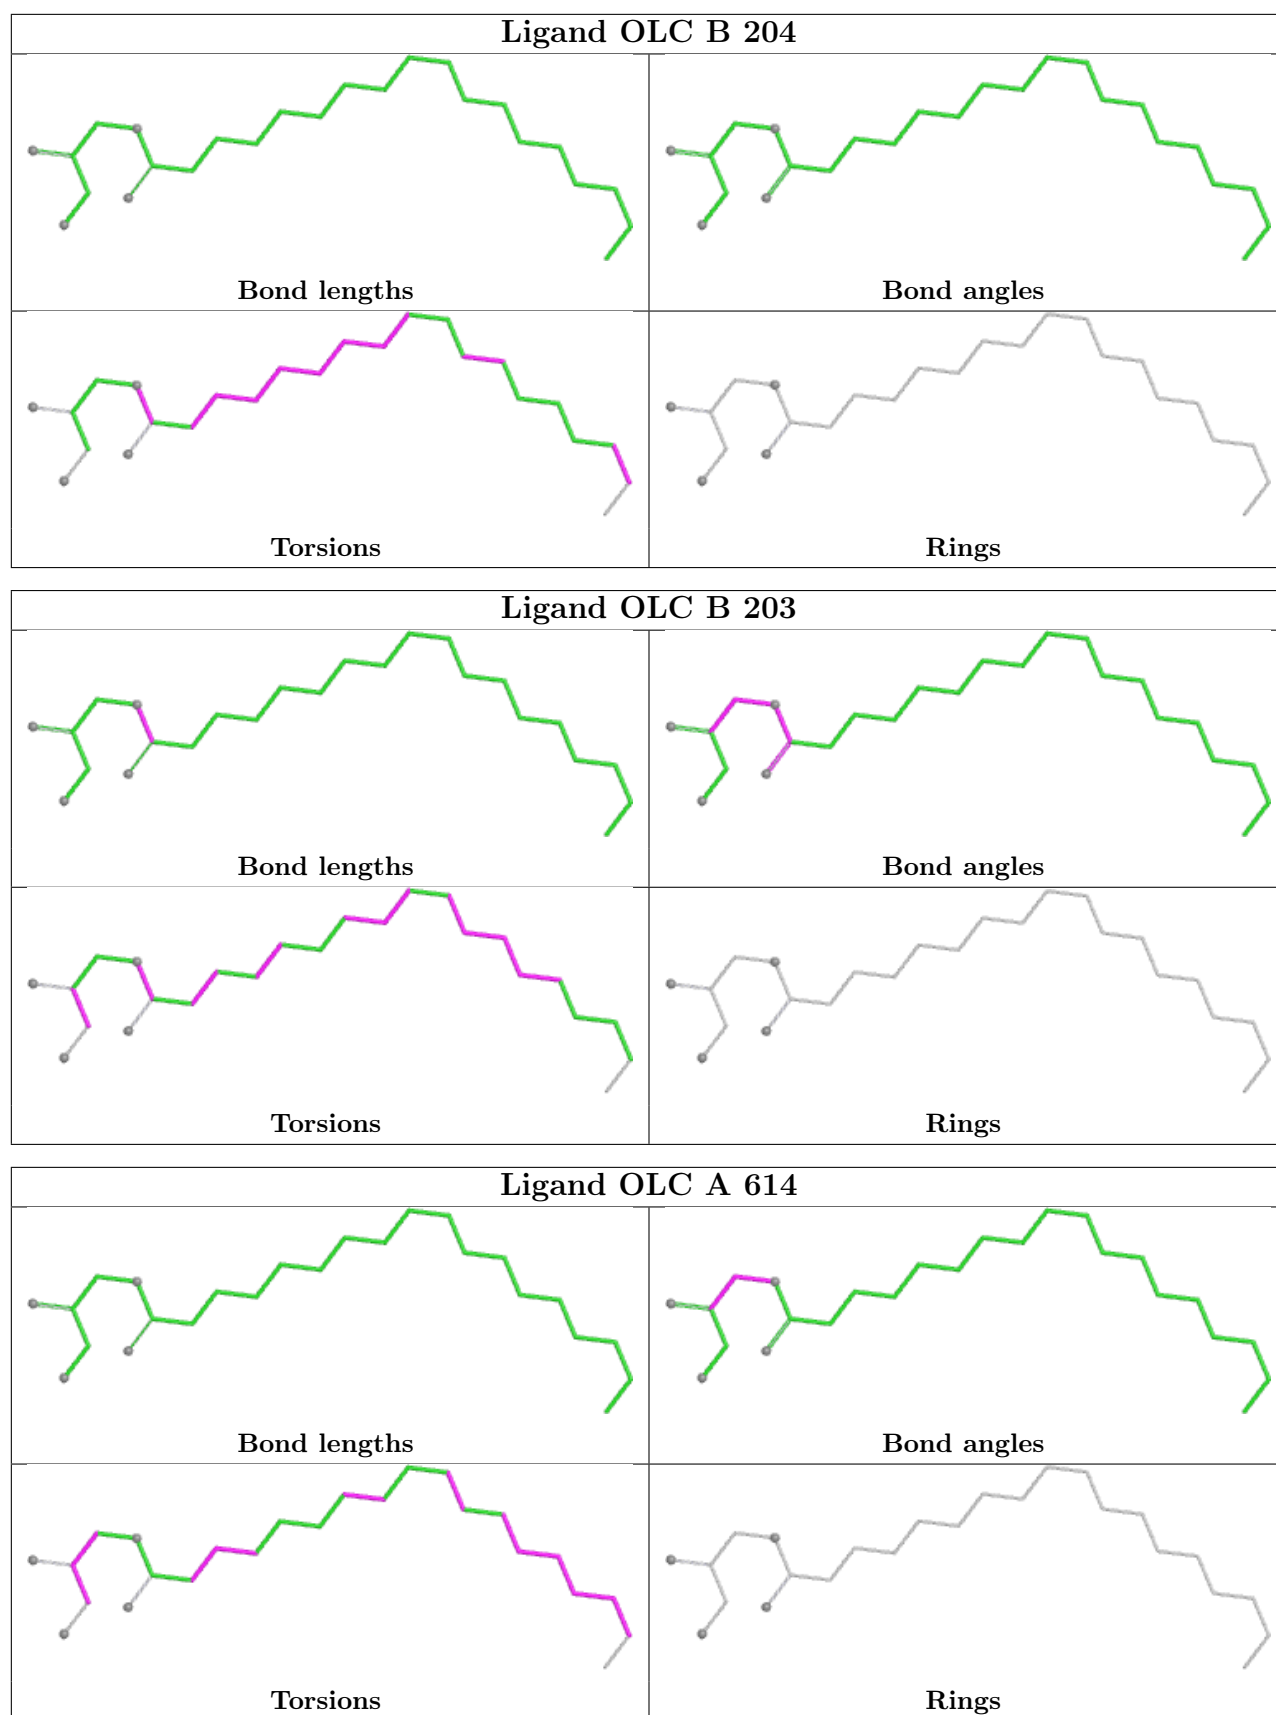 Ligand OLC B 204
Bond lengths
Bond angles
Torsions
Rings
Ligand OLC B 203
Bond lengths
Bond angles
Torsions
Rings
Ligand OLC A 614
Bond lengths
Bond angles
Torsions
Rings